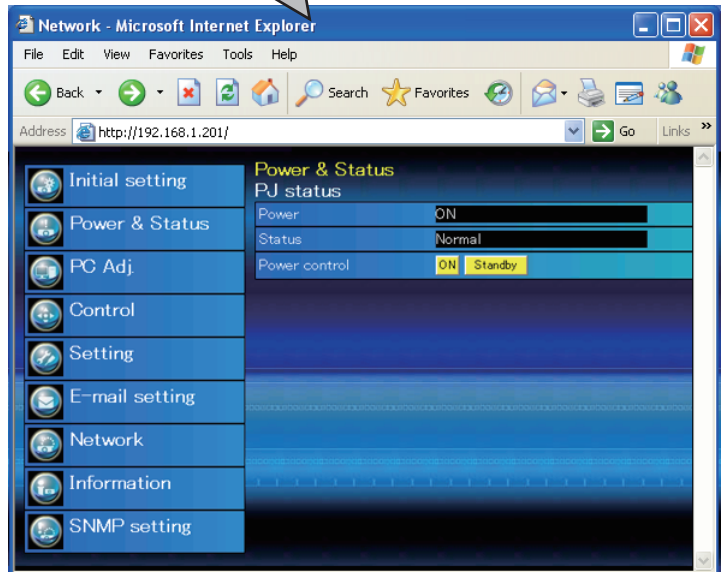 Network - Microsoft Internet Explorer
File Edit View Favorites Tools Help
Back Search Favorites
Address http://192.168.1.201/ Go Links »
Initial setting
Power & Status
PC Adj.
Control
Setting
E-mail setting
Network
Information
SNMP setting
Power & Status
PJ status
Power ON
Status Normal
Power control ON Standby